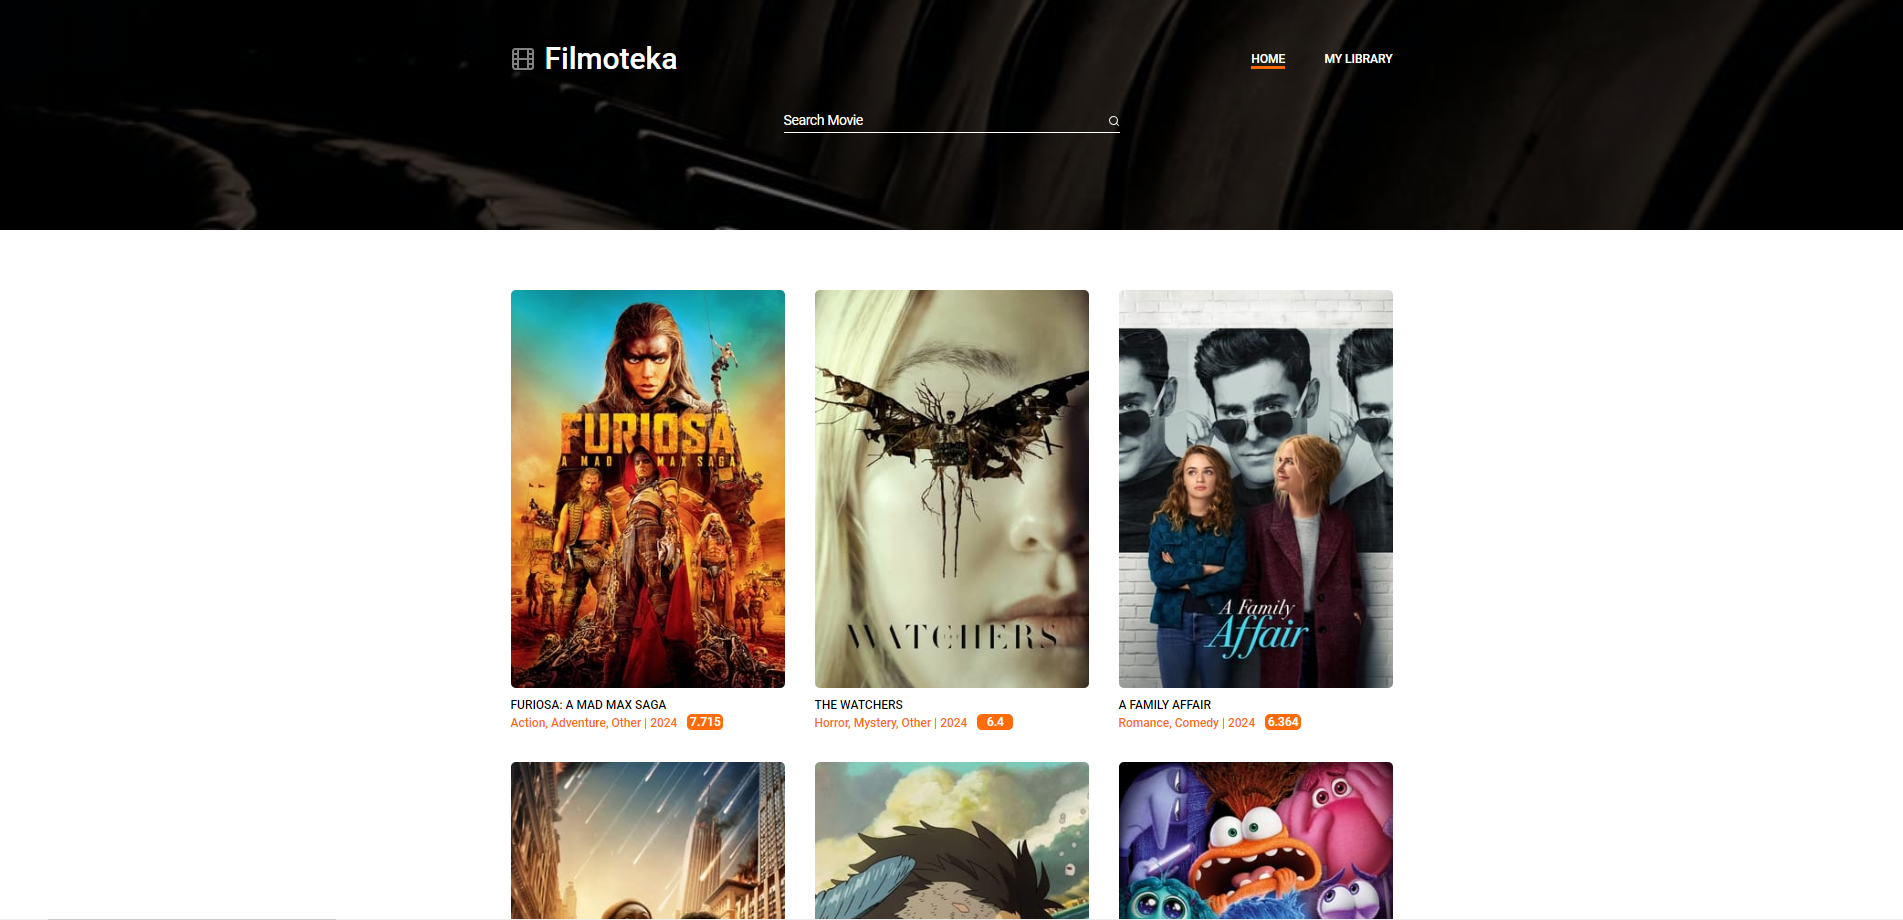 Filmoteka
HOME
MY LIBRARY
Search Movie
FURIOSA
A MAD MAX SAGA
WATCHERS
A Family
Affair
FURIOSA: A MAD MAX SAGA
Action, Adventure, Other | 2024 7.715
THE WATCHERS
Horror, Mystery, Other | 2024 6.4
A FAMILY AFFAIR
Romance, Comedy | 2024 6.364